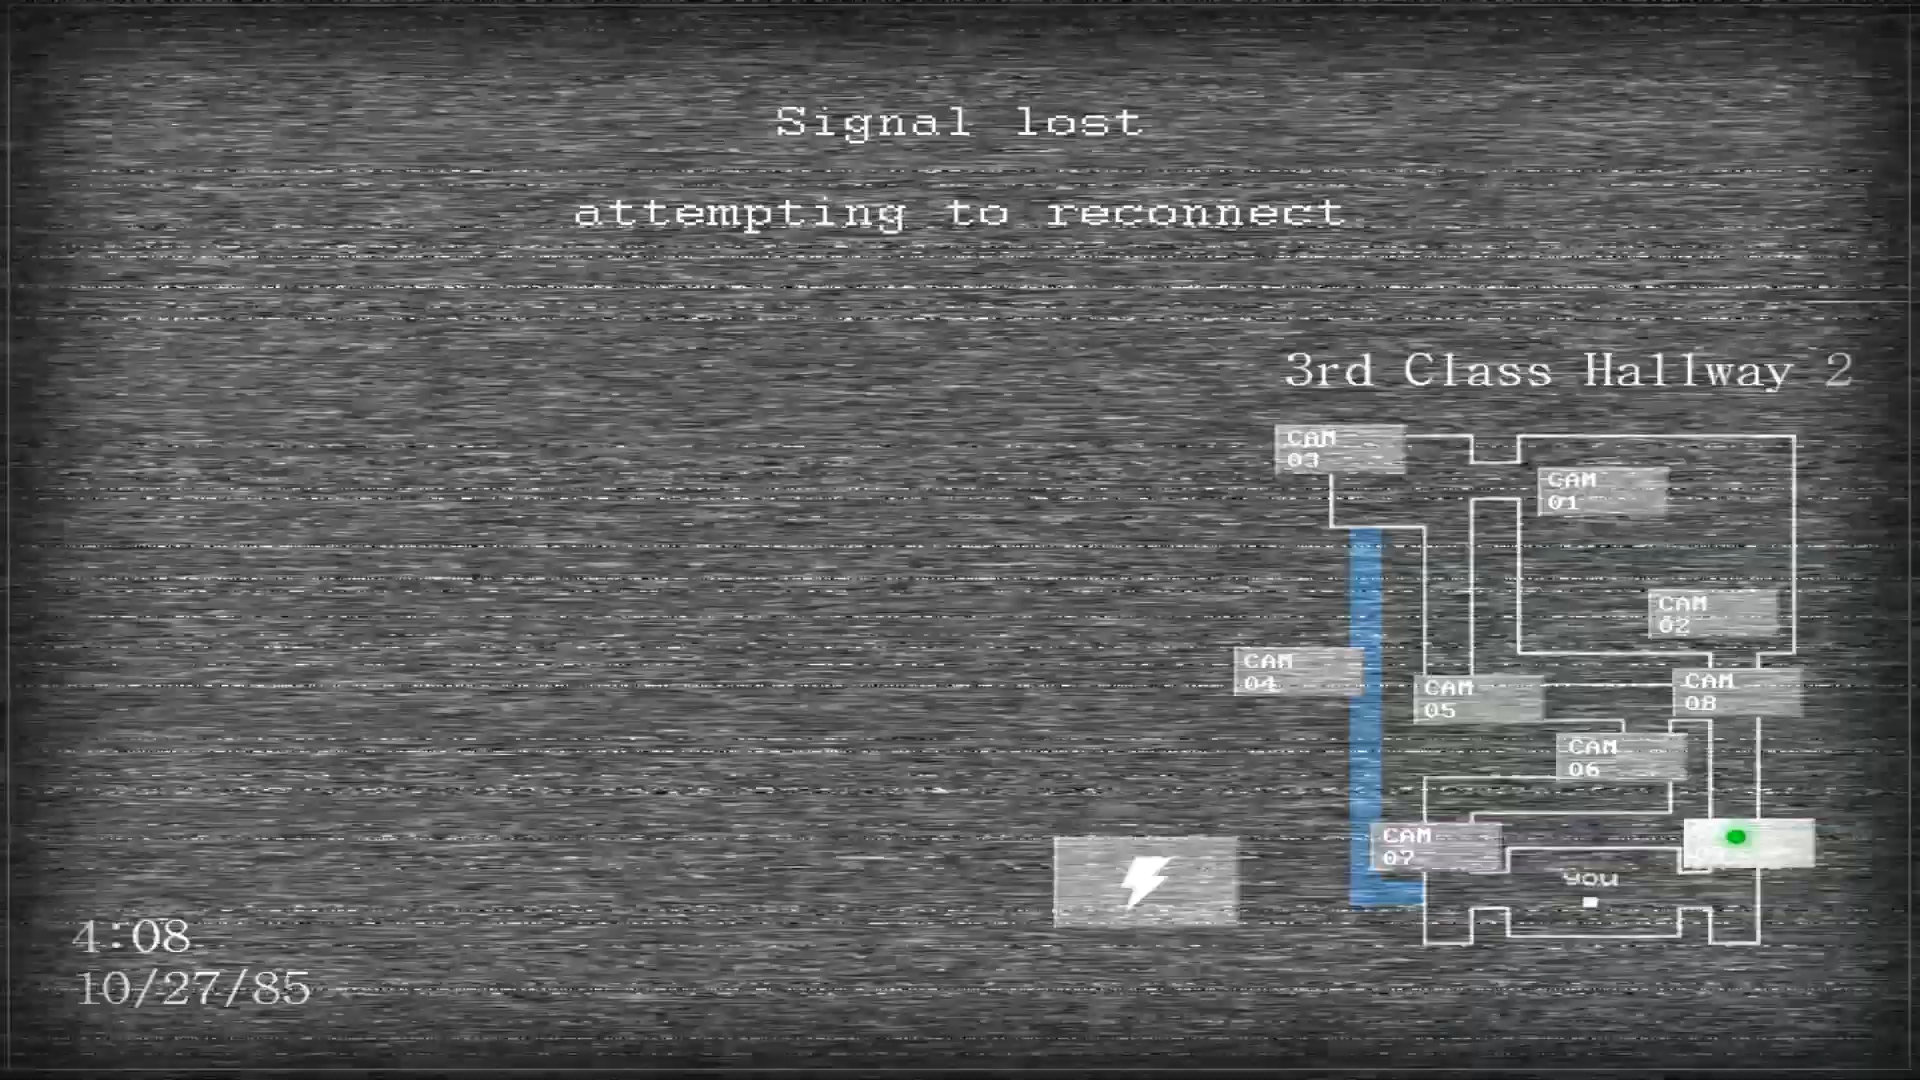 Signal lost
attempting to reconnect
3rd Class Hallway 2
CAM
03
CAM
01
CAM
02
CAM
04
CAM
05
CAM
08
CAM
06
CAM
07
you
4:08
10/27/85